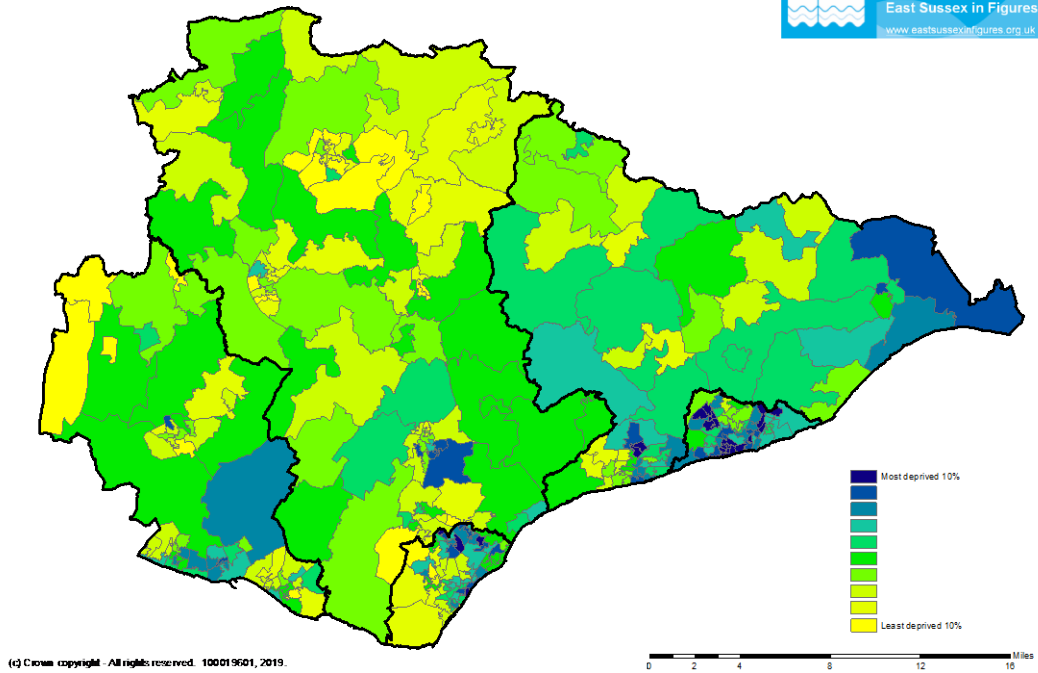 East Sussex in Figures
www.eastsussexinfigures.org.uk
Most deprived 10%
Least deprived 10%
(c) Crown copyright - All rights reserved. 100019601, 2019.
Miles
0 2 4 8 12 16